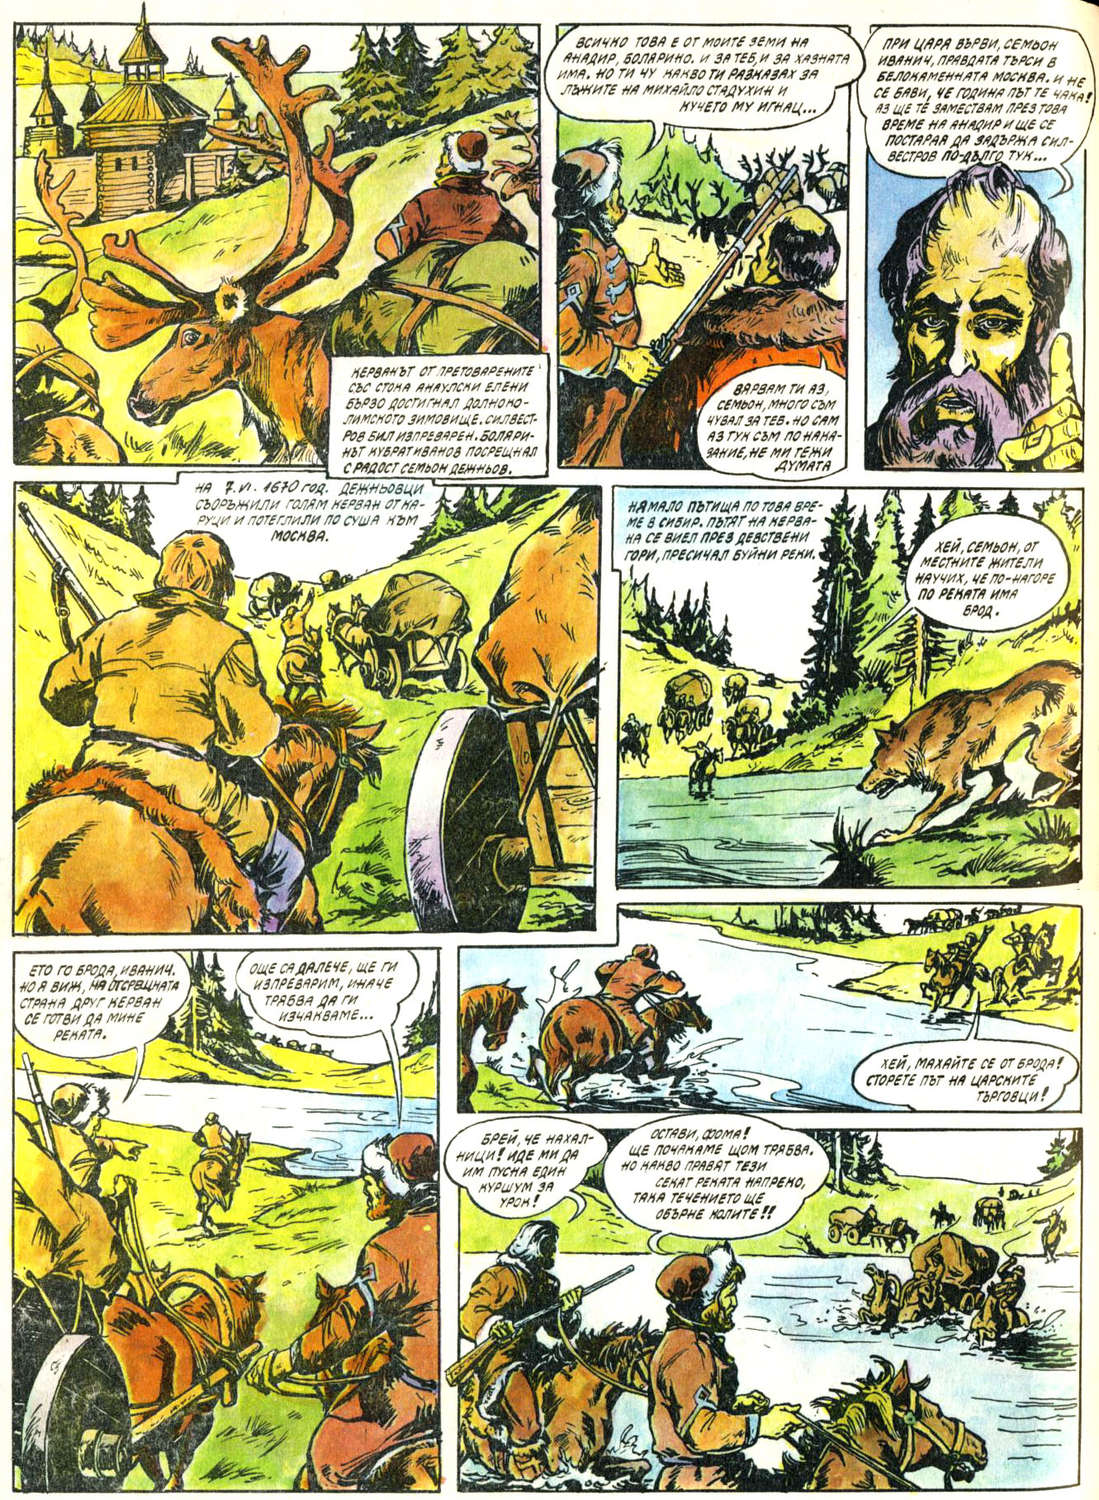 КЕРВАНЪТ ОТ ПРЕТОВАРЕНИТЕ
СЪС СТОКА АНАУЛСКИ ЕЛЕНИ
БЪРЗО ДОСТИГНАЛ ДОЛНОКО-
ЛИМСКОТО ЗИМОВИЩЕ. СИЛВЕСТ-
РОВ БИЛ ИЗПРЕВАРЕН. БОЛЯРИ-
НЪТ КУБРАТИВАНОВ ПОСРЕЩНАЛ
С РАДОСТ СЕМЬОН ДЕЖНЬОВ.
ВСИЧКО ТОВА Е ОТ МОИТЕ ЗЕМИ НА
АНАДИР, БОЛЯРИНО. И ЗА ТЕБ, И ЗА ХАЗНАТА
ИМА. НО ТИ ЧУ КАКВО ТИ РАЗКАЗАХ ЗА
ЛЪЖИТЕ НА МИХАЙЛО СТАДУХИН И
КУЧЕТО МУ ИГНАЦ...
ВЯРВАМ ТИ АЗ,
СЕМЬОН, МНОГО СЪМ
ЧУВАЛ ЗА ТЕБ. НО САМ
АЗ ТУК СЪМ ПО НАКА-
ЗАНИЕ, НЕ МИ ТЕЖИ
ДУМАТА
ПРИ ЦАРЯ ВЪРВИ, СЕМЬОН
ИВАНИЧ, ПРАВДАТА ТЪРСИ В
БЕЛОКАМЕННАТА МОСКВА. И НЕ
СЕ БАВИ, ЧЕ ГОДИНА ПЪТ ТЕ ЧАКА!
АЗ ЩЕ ТЕ ЗАМЕСТВАМ ПРЕЗ ТОВА
ВРЕМЕ НА АНАДИР И ЩЕ СЕ
ПОСТАРАЯ ДА ЗАДЪРЖА СИЛ-
ВЕСТРОВ ПО-ДЪЛГО ТУК...
НА 7.VI.1670 ГОД. ДЕЖНЬОВЦИ
СЪОРЪЖИЛИ ГОЛЯМ КЕРВАН ОТ КА-
РУЦИ И ПОТЕГЛИЛИ ПО СУША КЪМ
МОСКВА.
НЯМАЛО ПЪТИЩА ПО ТОВА ВРЕ-
МЕ В СИБИР. ПЪТЯТ НА КЕРВА-
НА СЕ ВИЕЛ ПРЕЗ ДЕВСТВЕНИ
ГОРИ, ПРЕСИЧАЛ БУЙНИ РЕКИ.
ХЕЙ, СЕМЬОН, ОТ
МЕСТНИТЕ ЖИТЕЛИ
НАУЧИХ, ЧЕ ПО-НАГОРЕ
ПО РЕКАТА ИМА
БРОД.
ЕТО ГО БРОДА, ИВАНИЧ.
НО Я ВИЖ, НА ОТСРЕЩНАТА
СТРАНА ДРУГ КЕРВАН
СЕ ГОТВИ ДА МИНЕ
РЕКАТА.
ОЩЕ СА ДАЛЕЧЕ, ЩЕ ГИ
ИЗПРЕВАРИМ, ИНАЧЕ
ТРЯБВА ДА ГИ
ИЗЧАКВАМЕ...
ХЕЙ, МАХАЙТЕ СЕ ОТ БРОДА!
СТОРЕТЕ ПЪТ НА ЦАРСКИТЕ
ТЪРГОВЦИ!
БРЕЙ, ЧЕ НАХАЛ-
НИЦИ! ИДЕ МИ ДА
ИМ ПУСНА ЕДИН
КУРШУМ ЗА
УРОК!
ОСТАВИ, ФОМА!
ЩЕ ПОЧАКАМЕ ЩОМ ТРЯБВА.
НО КАКВО ПРАВЯТ ТЕЗИ
СЕКАТ РЕКАТА НАПРЕКО,
ТАКА ТЕЧЕНИЕТО ЩЕ
ОБЪРНЕ КОЛИТЕ!!